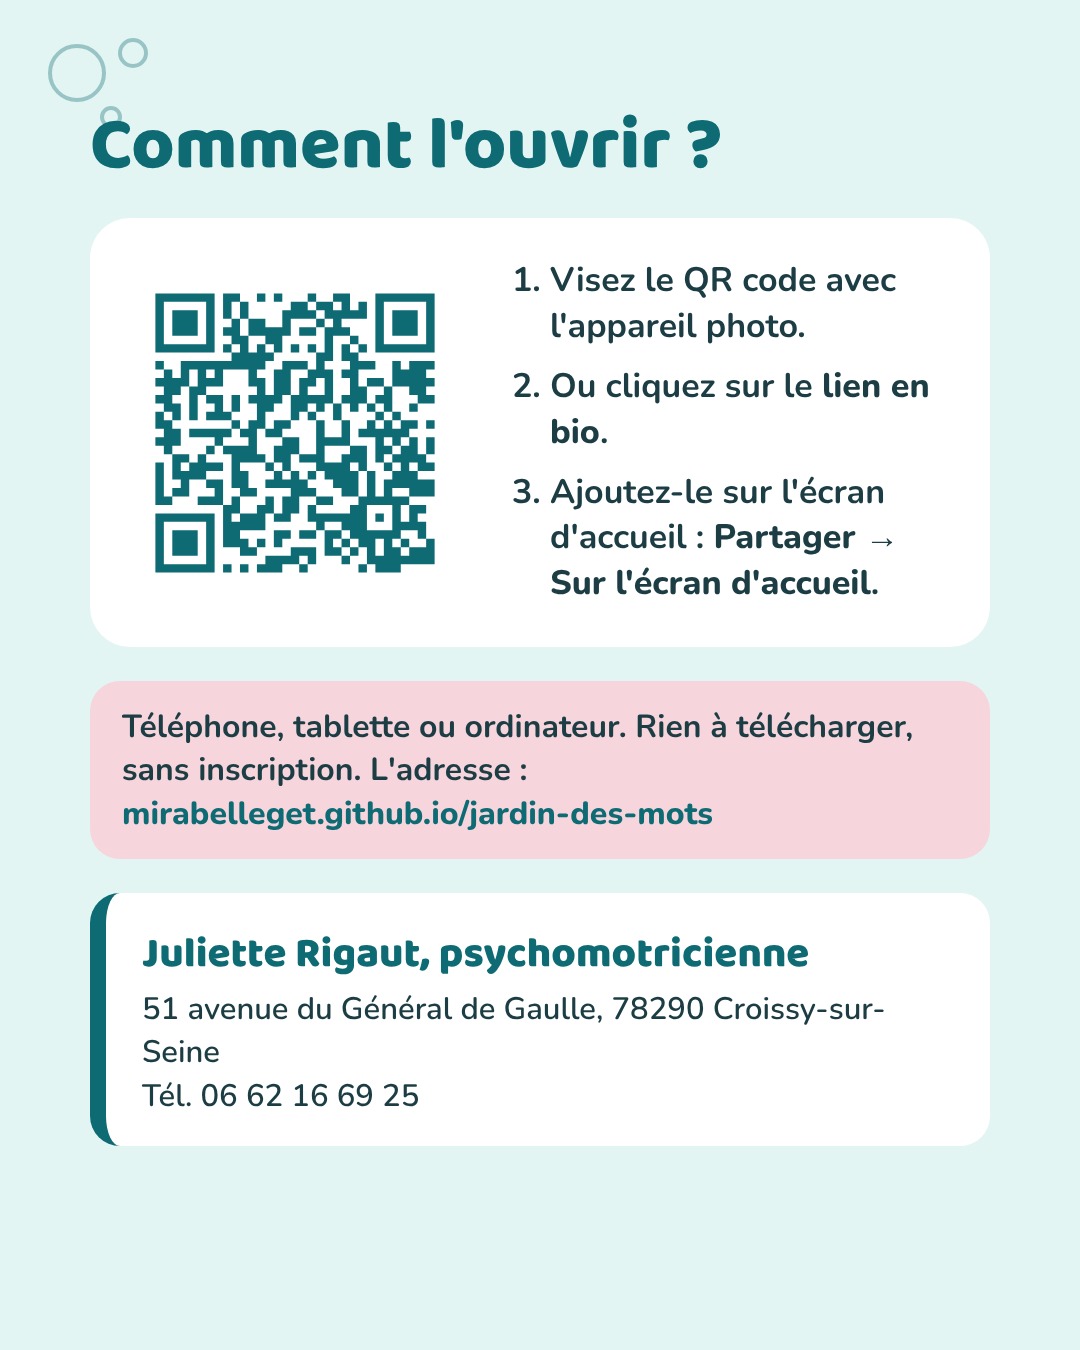 Comment l'ouvrir ?
1. Visez le QR code avec
l'appareil photo.
2. Ou cliquez sur le lien en
bio.
3. Ajoutez-le sur l'écran
d'accueil : Partager →
Sur l'écran d'accueil.
Téléphone, tablette ou ordinateur. Rien à télécharger,
sans inscription. L'adresse :
mirabelleget.github.io/jardin-des-mots
Juliette Rigaut, psychomotricienne
51 avenue du Général de Gaulle, 78290 Croissy-sur-
Seine
Tél. 06 62 16 69 25